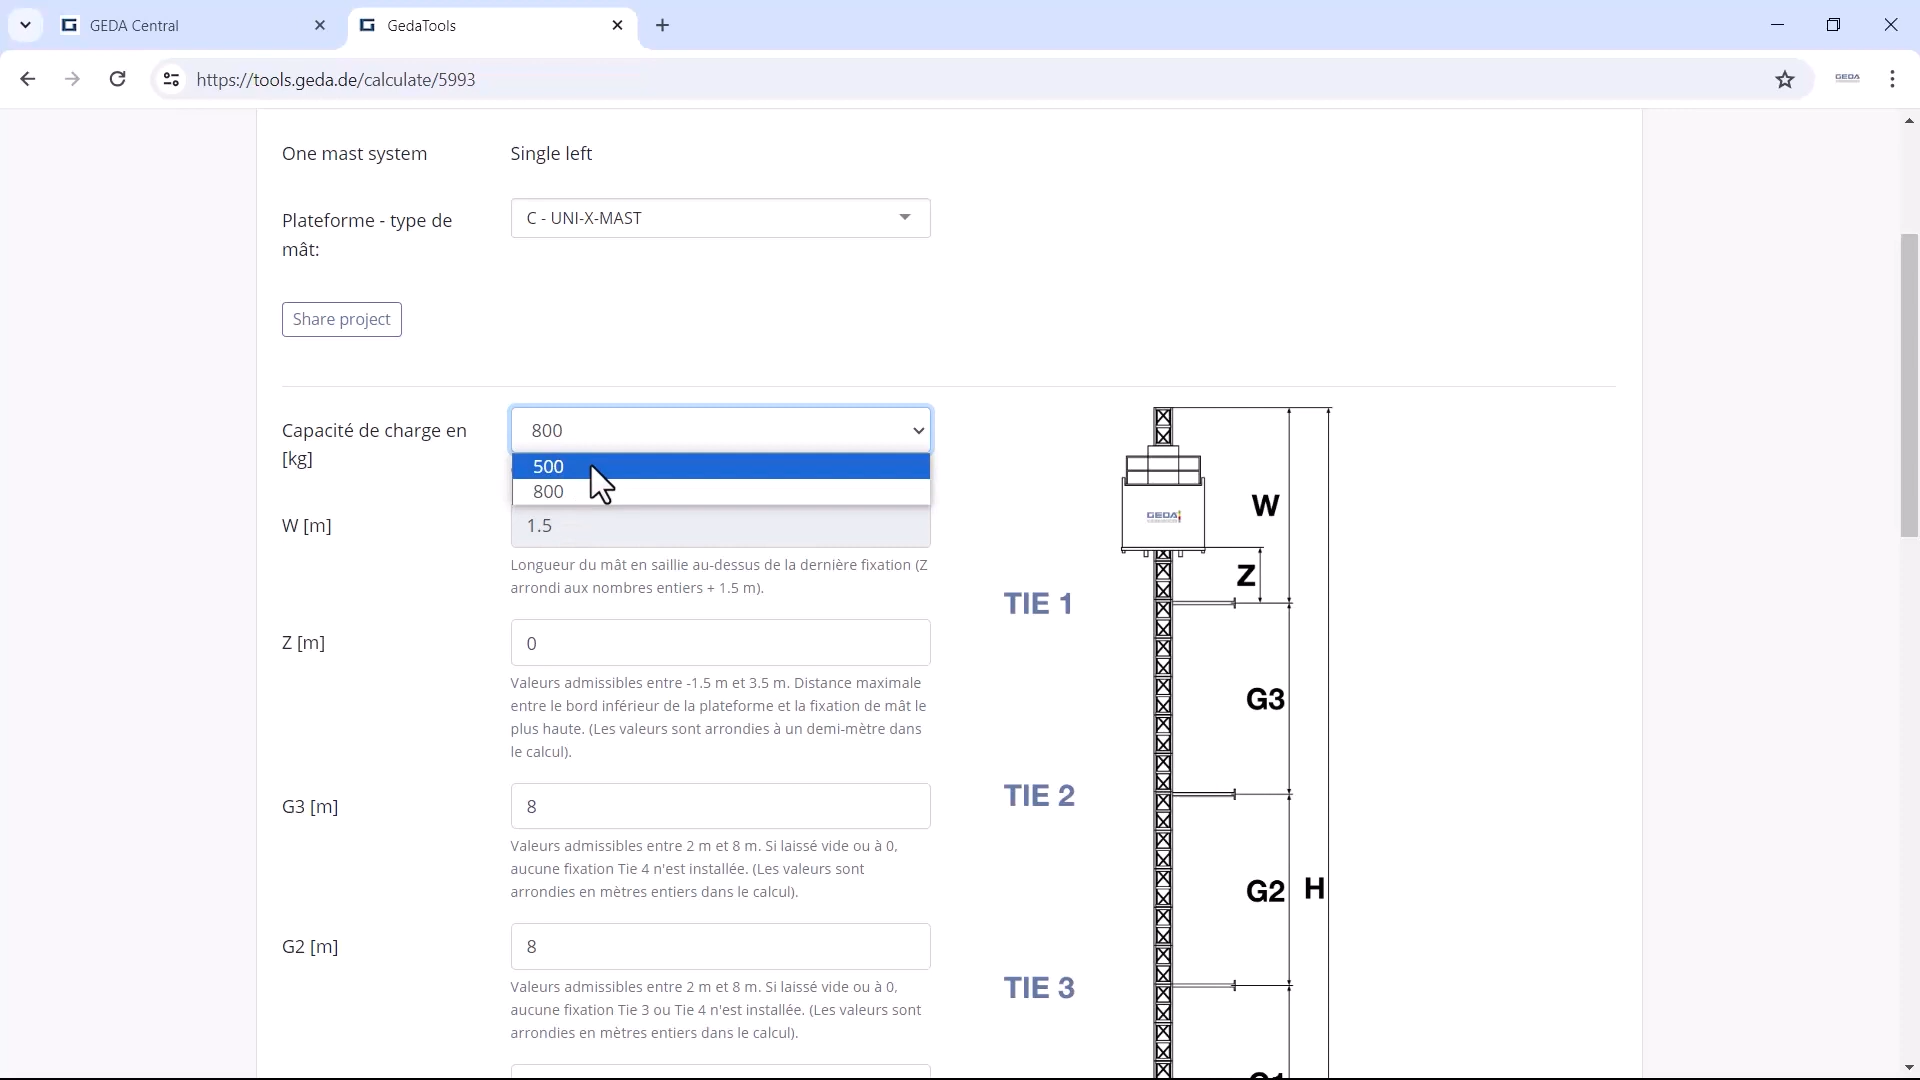 GEDA Central
GedaTools
https://tools.geda.de/calculate/5993
GEDA
One mast system
Single left
Plateforme - type de
mât:
C - UNI-X-MAST
Share project
Capacité de charge en
[kg]
800
500
800
W [m]
1.5
Longueur du mât en saillie au-dessus de la dernière fixation (Z
arrondi aux nombres entiers + 1.5 m).
Z [m]
0
Valeurs admissibles entre -1.5 m et 3.5 m. Distance maximale
entre le bord inférieur de la plateforme et la fixation de mât le
plus haute. (Les valeurs sont arrondies à un demi-mètre dans
le calcul).
G3 [m]
8
Valeurs admissibles entre 2 m et 8 m. Si laissé vide ou à 0,
aucune fixation Tie 4 n'est installée. (Les valeurs sont
arrondies en mètres entiers dans le calcul).
G2 [m]
8
Valeurs admissibles entre 2 m et 8 m. Si laissé vide ou à 0,
aucune fixation Tie 3 ou Tie 4 n'est installée. (Les valeurs sont
arrondies en mètres entiers dans le calcul).
GEDA
W
Z
TIE 1
G3
TIE 2
G2
H
TIE 3
G1